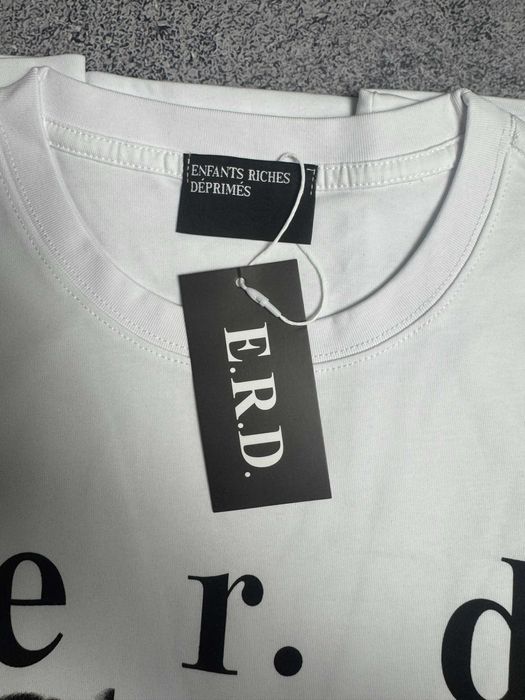 ENFANTS RICHES
DÉPRIMÉS
E.R.D.
e r. d